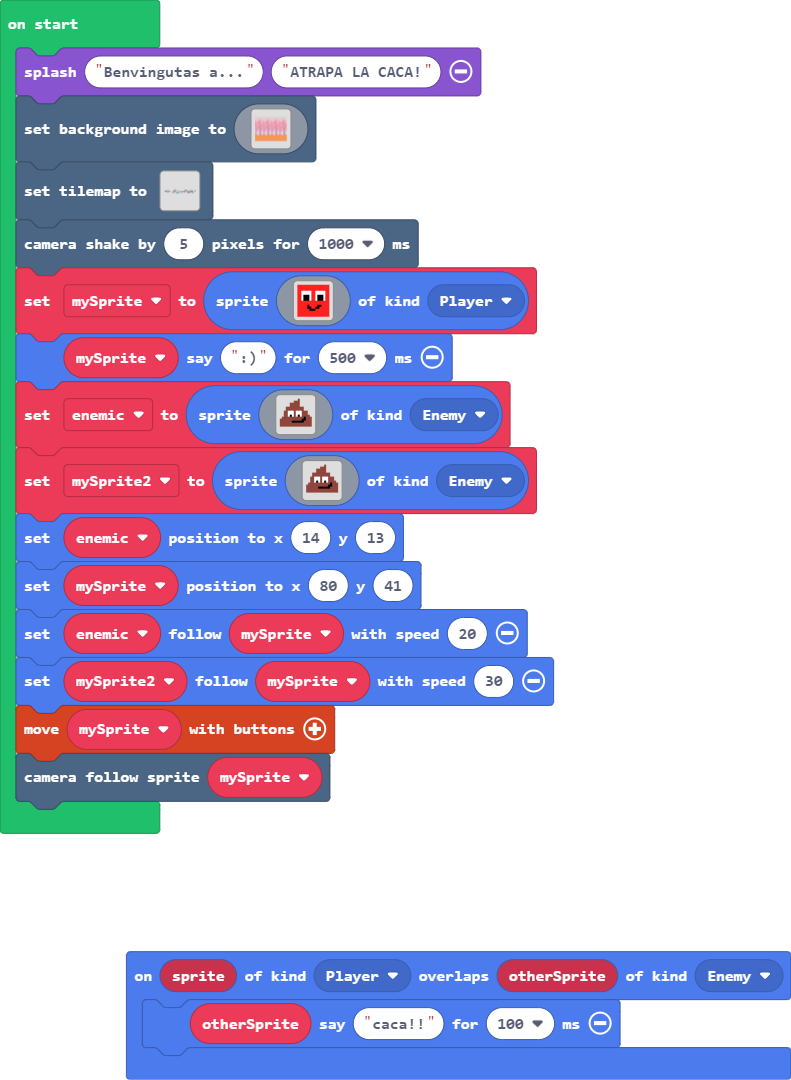 on start
splash "Benvingutas a..." "ATRAPA LA CACA!"
set background image to
set tilemap to
camera shake by 5 pixels for 1000 ms
set mySprite to sprite of kind Player
mySprite say ":)" for 500 ms
set enemic to sprite of kind Enemy
set mySprite2 to sprite of kind Enemy
set enemic position to x 14 y 13
set mySprite position to x 80 y 41
set enemic follow mySprite with speed 20
set mySprite2 follow mySprite with speed 30
move mySprite with buttons
camera follow sprite mySprite
on sprite of kind Player overlaps otherSprite of kind Enemy
otherSprite say "caca!!" for 100 ms